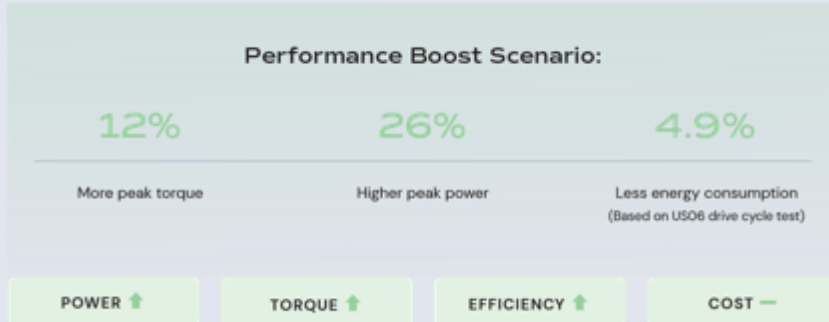 Performance Boost Scenario:
12% 26% 4.9%
More peak torque Higher peak power Less energy consumption
(Based on US06 drive cycle test)
POWER ⬆ TORQUE ⬆ EFFICIENCY ⬆ COST –